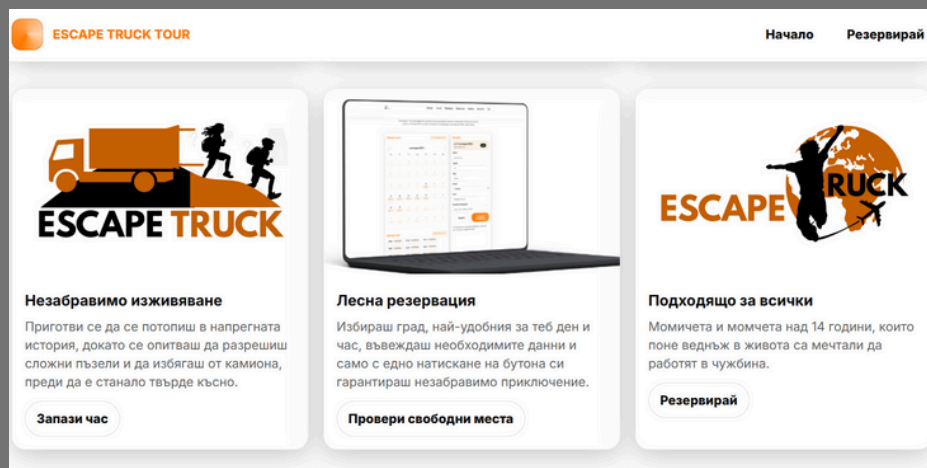 ESCAPE TRUCK TOUR
Начало
Резервирай
ESCAPE TRUCK
Незабравимо изживяване
Приготви се да се потопиш в напрегната
история, докато се опитваш да разрешиш
сложни пъзели и да избягаш от камиона,
преди да е станало твърде късно.
Запази час
Лесна резервация
Избираш град, най-удобния за теб ден и
час, въвеждаш необходимите данни и
само с едно натискане на бутона си
гарантираш незабравимо приключение.
Провери свободни места
ESCAPE RUCK
Подходящо за всички
Момичета и момчета над 14 години, които
поне веднъж в живота са мечтали да
работят в чужбина.
Резервирай